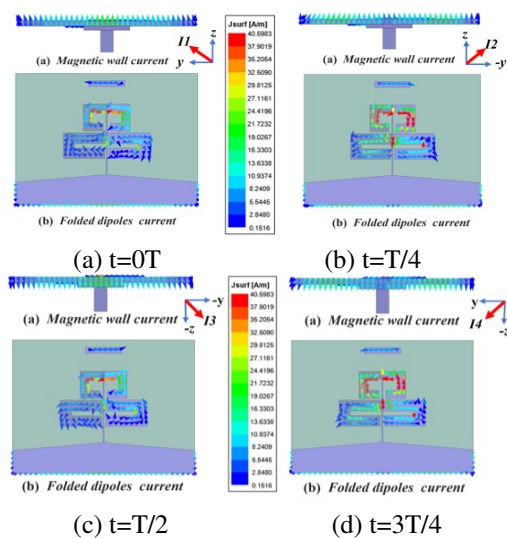 I1
z
y
(a) Magnetic wall current
(b) Folded dipoles current
(a) t=0T
Jsurf [A/m]
40.5983
37.9019
35.2054
32.5090
29.8125
27.1161
24.4196
21.7232
19.0267
16.3303
13.6338
10.9374
8.2409
5.5445
2.8480
0.1516
z
I2
-y
(a) Magnetic wall current
(b) Folded dipoles current
(b) t=T/4
-y
-z
I3
(a) Magnetic wall current
(b) Folded dipoles current
(c) t=T/2
Jsurf [A/m]
40.5983
37.9019
35.2054
32.5090
29.8125
27.1161
24.4196
21.7232
19.0267
16.3303
13.6338
10.9374
8.2409
5.5445
2.8480
0.1516
y
I4
-z
(a) Magnetic wall current
(b) Folded dipoles current
(d) t=3T/4